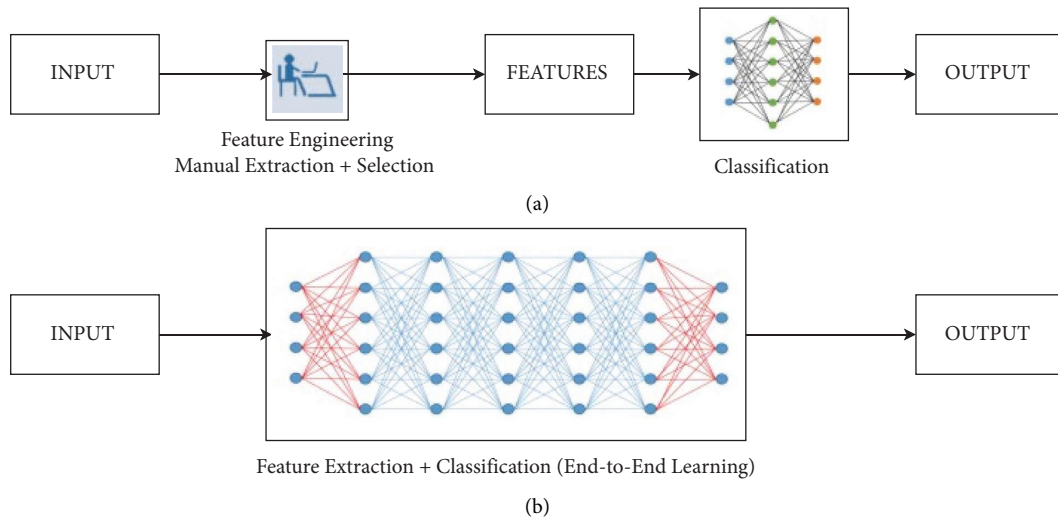 INPUT
FEATURES
OUTPUT
Feature Engineering
Manual Extraction + Selection
Classification
(a)
INPUT
OUTPUT
Feature Extraction + Classification (End-to-End Learning)
(b)